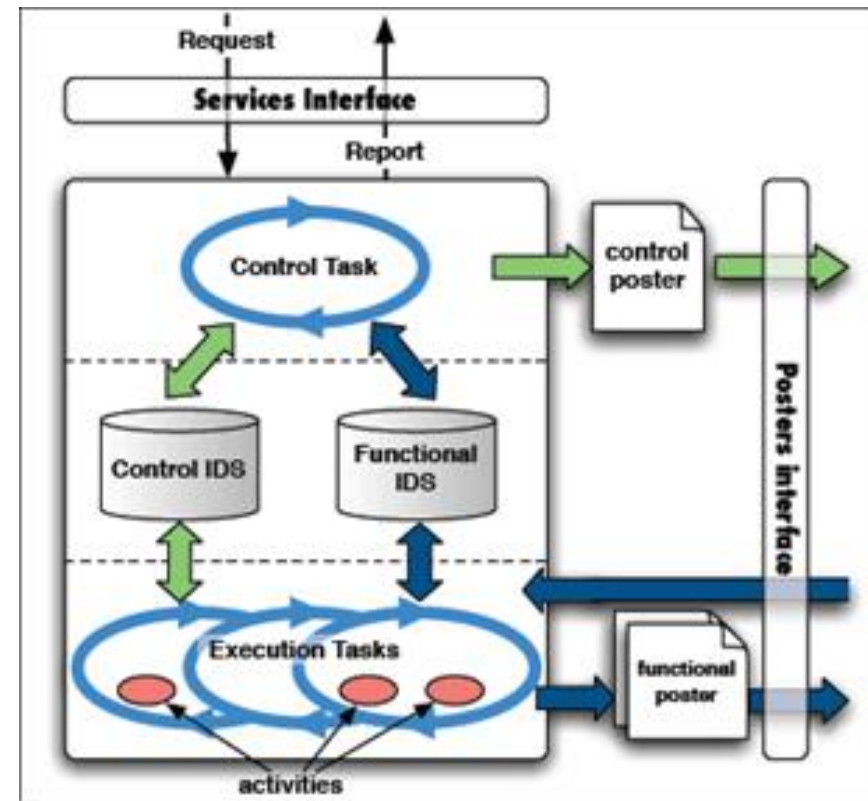 Request
Services Interface
Report
Control Task
control
poster
Posters interface
Control IDS
Functional
IDS
Execution Tasks
functional
poster
activities